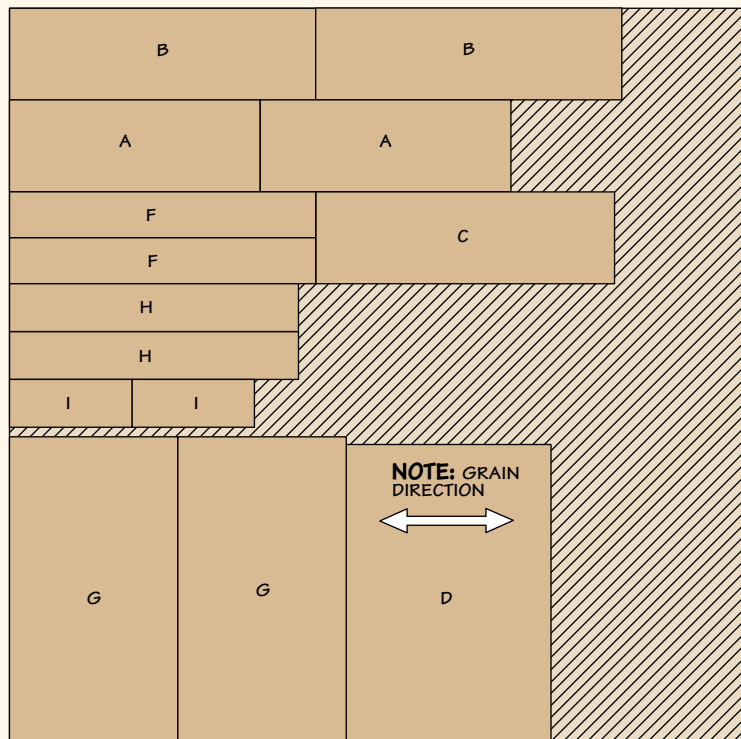 B B
A A
F
C
F
H
H
I I
NOTE: GRAIN
DIRECTION
G G D